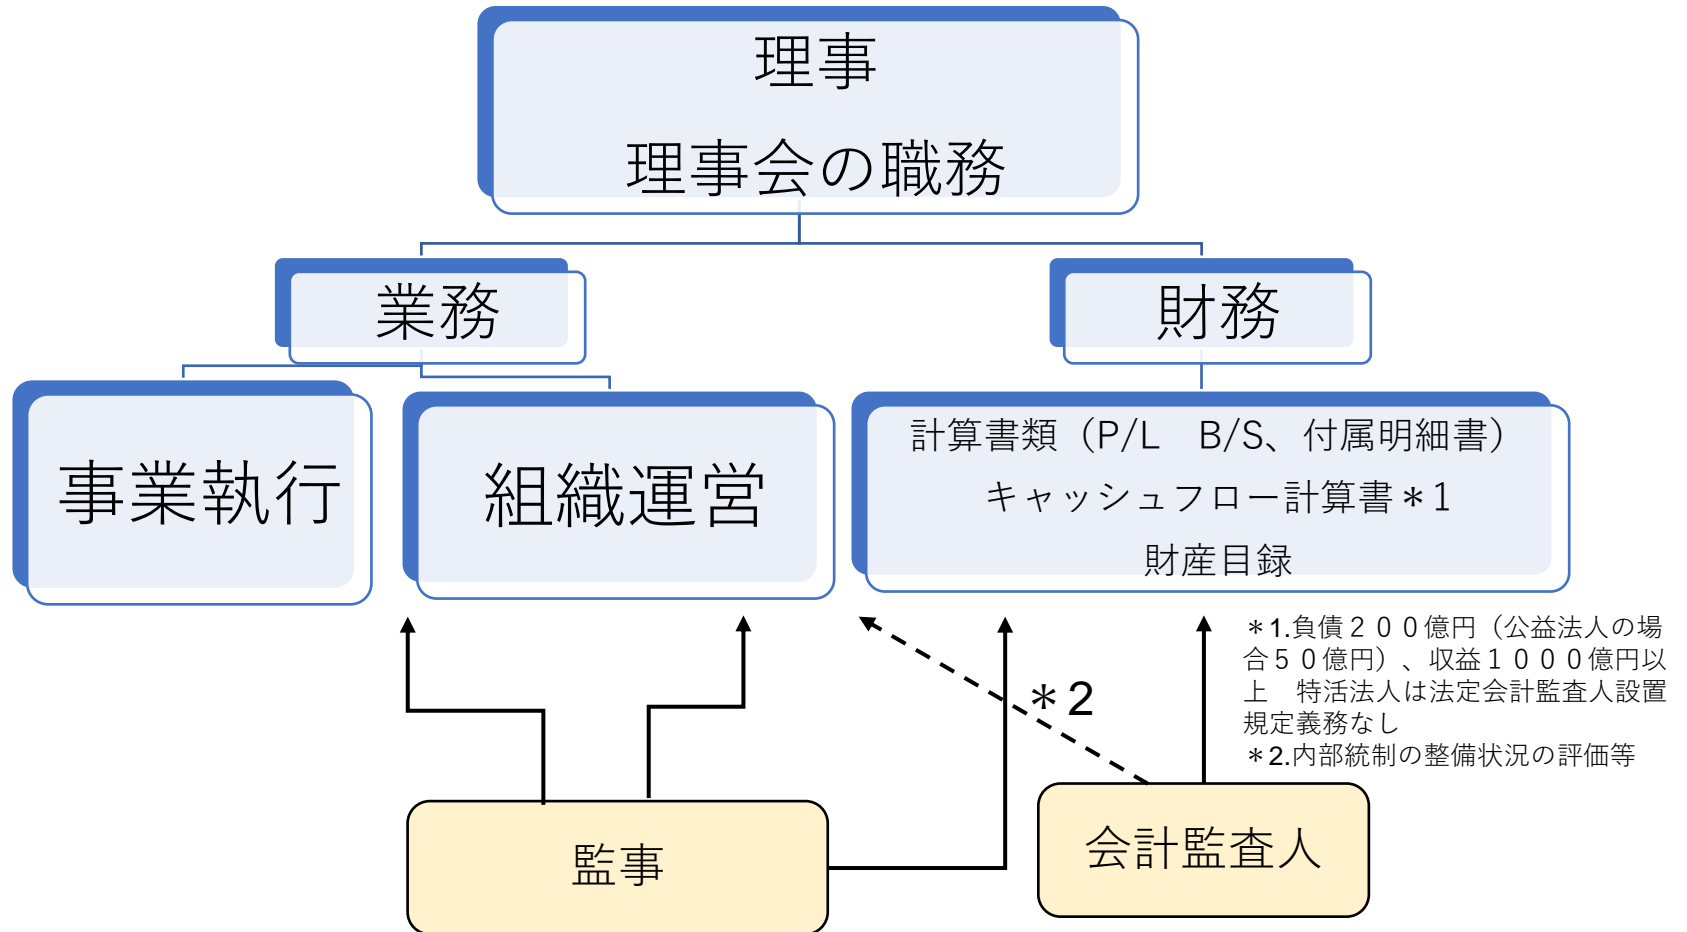 理事
理事会の職務
業務
財務
事業執行
組織運営
計算書類（P/L　B/S、付属明細書）
キャッシュフロー計算書＊1
財産目録
＊1.負債２００億円（公益法人の場
合５０億円）、収益１０００億円以
上　特活法人は法定会計監査人設置
規定義務なし
＊2.内部統制の整備状況の評価等
＊2
監事
会計監査人